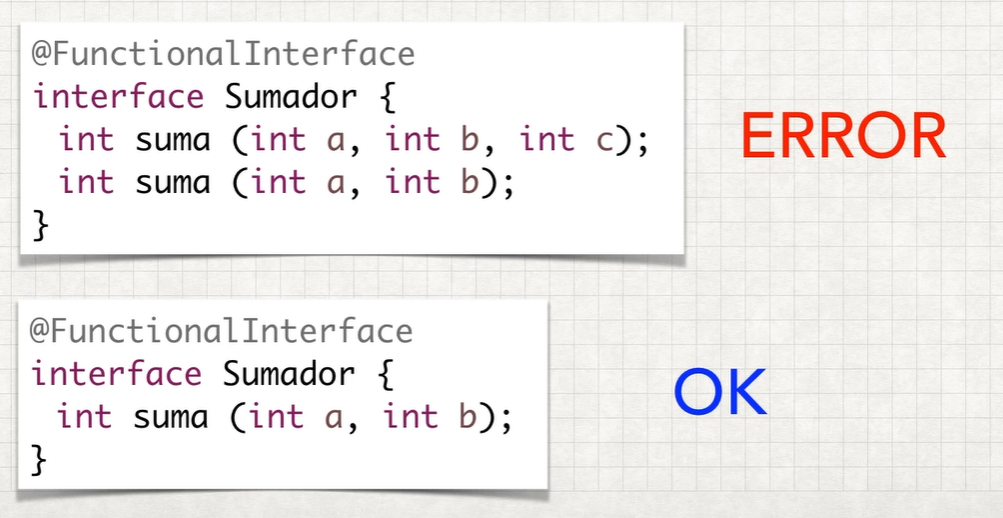 @FunctionalInterface
interface Sumador {
int suma (int a, int b, int c);
int suma (int a, int b);
}
ERROR
@FunctionalInterface
interface Sumador {
int suma (int a, int b);
}
OK